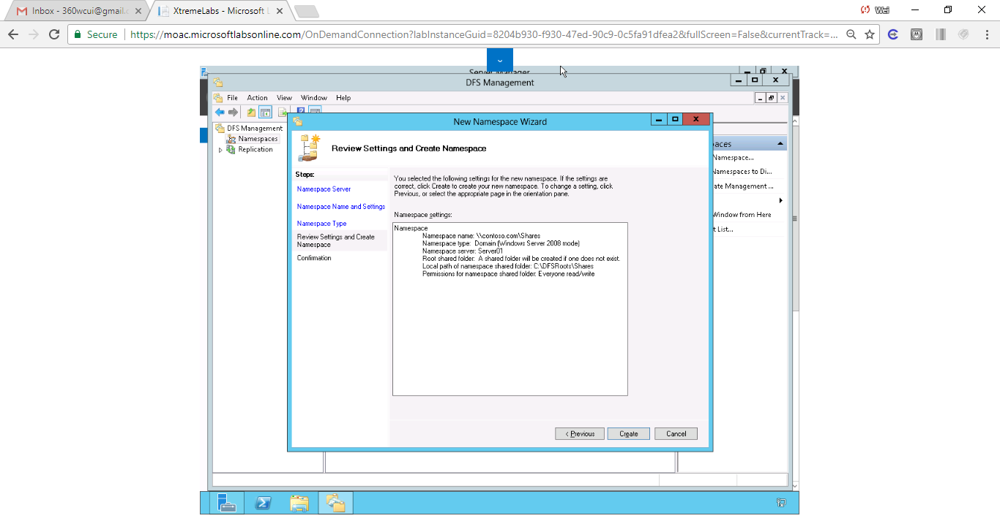 Inbox - 360wcui@gmail.c
XtremeLabs - Microsoft L
Wei
Secure
https://moac.microsoftlabsonline.com/OnDemandConnection?labInstanceGuid=8204b930-f930-47ed-90c9-0c5fa91dfea2&fullScreen=False&currentTrack=...
Server Manager
DFS Management
File Action View Window Help
DFS Management
Namespaces
Replication
New Namespace Wizard
Review Settings and Create Namespace
Steps:
Namespace Server
Namespace Name and Settings
Namespace Type
Review Settings and Create
Namespace
Confirmation
You selected the following settings for the new namespace. If the settings are
correct, click Create to create your new namespace. To change a setting, click
Previous, or select the appropriate page in the orientation pane.
Namespace settings:
Namespace
Namespace name: \\contoso.com\Shares
Namespace type: Domain (Windows Server 2008 mode)
Namespace server: Server01
Root shared folder: A shared folder will be created if one does not exist.
Local path of namespace shared folder: C:\DFSRoots\Shares
Permissions for namespace shared folder: Everyone read/write
< Previous Create Cancel
aces
Namespace...
Namespaces to Di...
ate Management ...
Window from Here
t List...